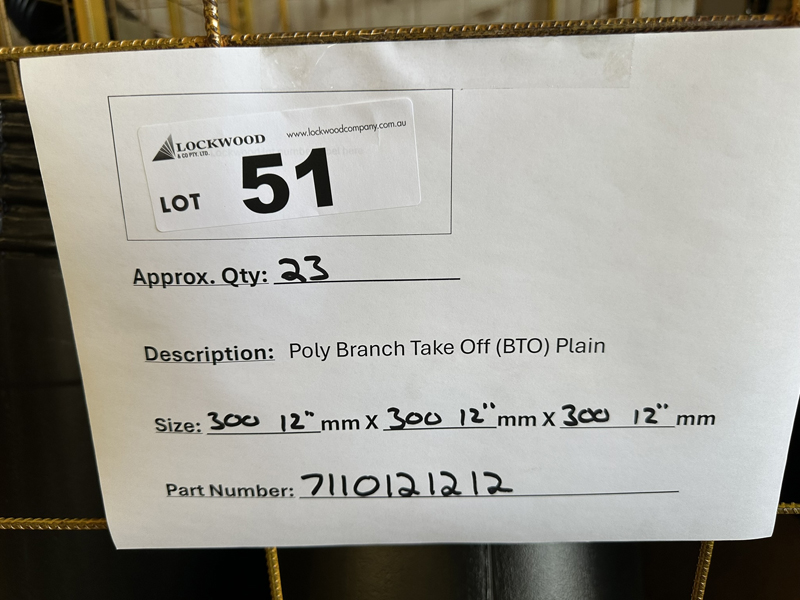 LOCKWOOD
& CO PTY. LTD.
www.lockwoodcompany.com.au
LOT 51
Approx. Qty: 23
Description: Poly Branch Take Off (BTO) Plain
Size: 300 12" mm X 300 12" mm X 300 12" mm
Part Number: 7110121212